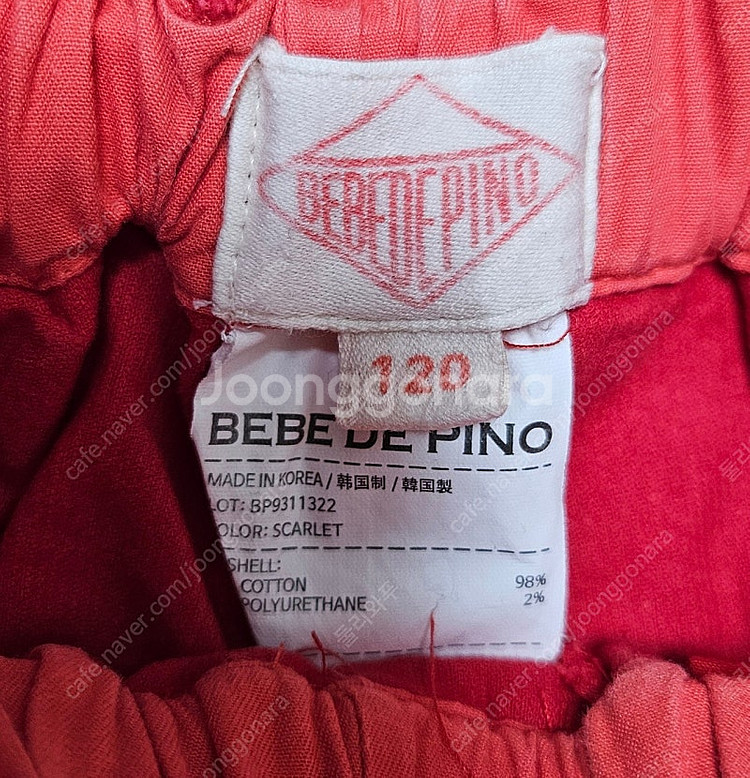 BEBEDEPINO
120
Joonggonara
BEBE DE PINO
MADE IN KOREA / 韩国制 / 韓国製
LOT: BP9311322
COLOR: SCARLET
SHELL:
COTTON 98%
POLYURETHANE 2%
cafe.naver.com/joonggonara